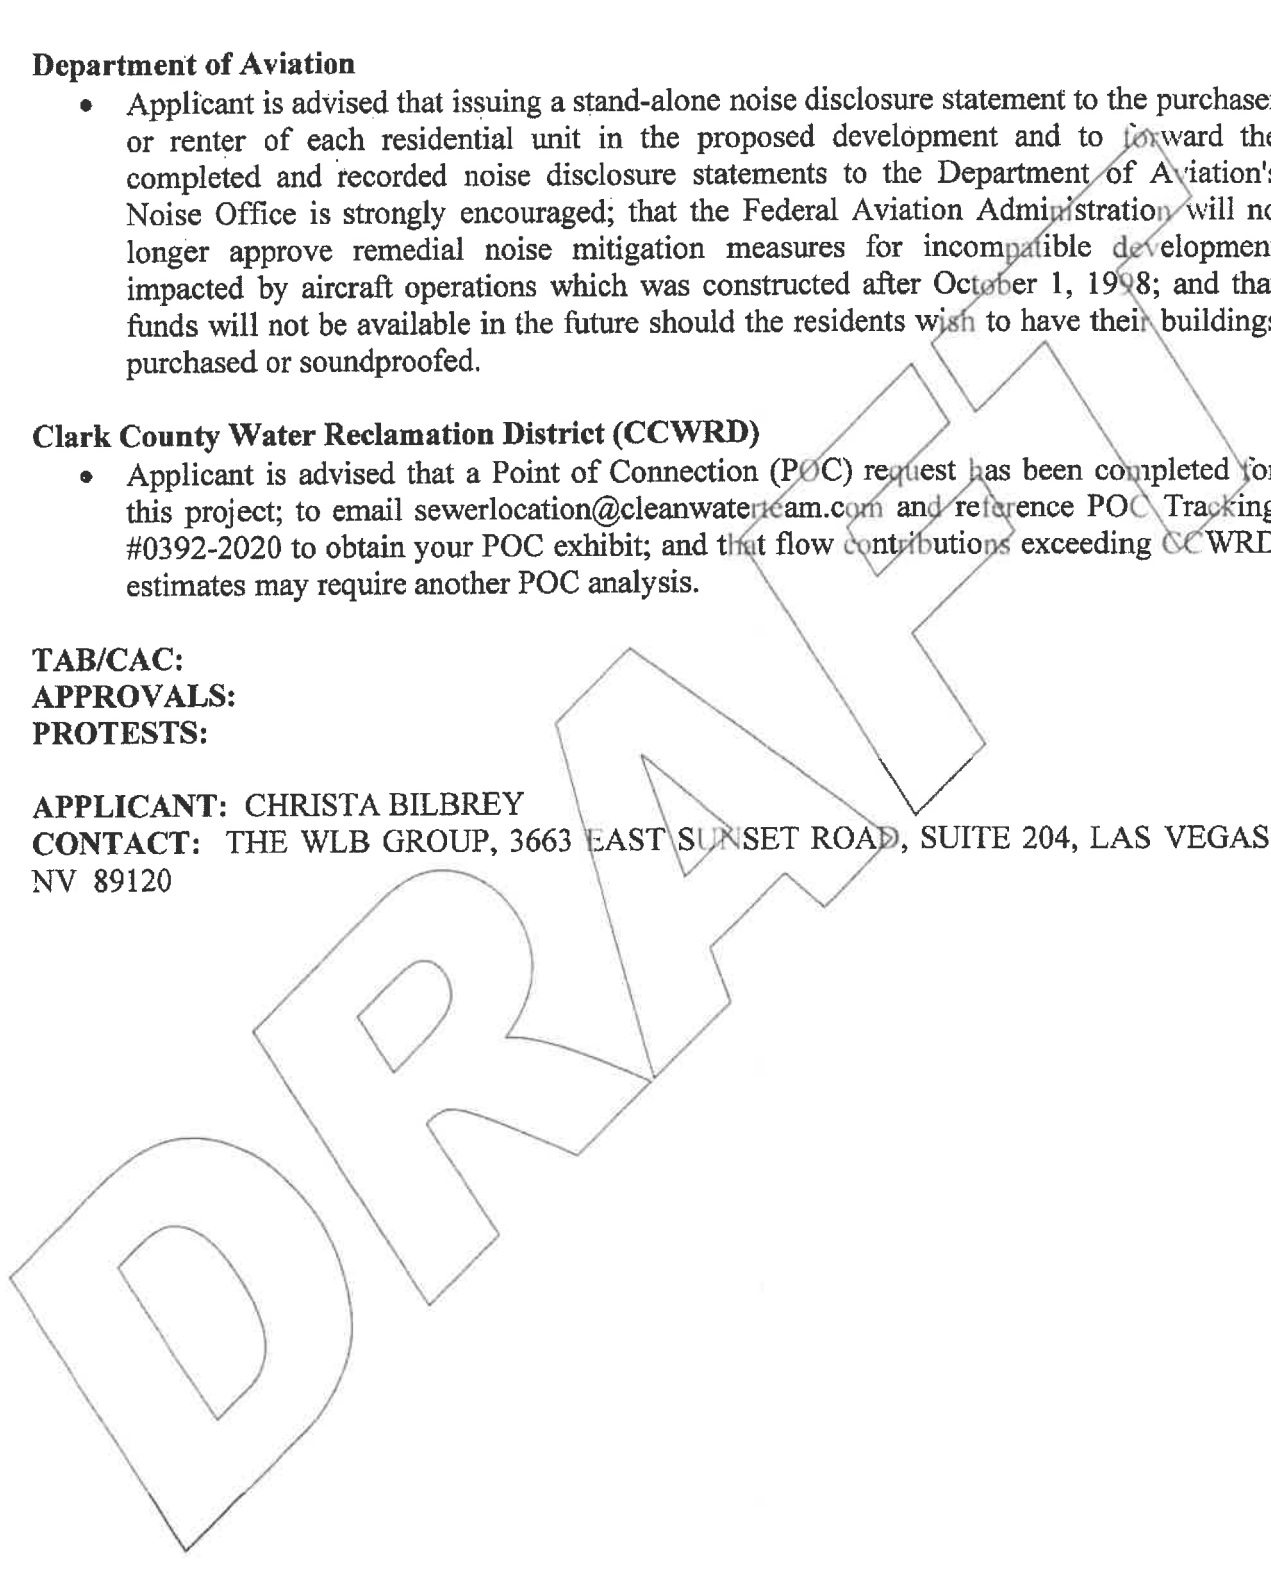 Department of Aviation
• Applicant is advised that issuing a stand-alone noise disclosure statement to the purchaser
or renter of each residential unit in the proposed development and to forward the
completed and recorded noise disclosure statements to the Department of Aviation's
Noise Office is strongly encouraged; that the Federal Aviation Administration will no
longer approve remedial noise mitigation measures for incompatible development
impacted by aircraft operations which was constructed after October 1, 1998; and that
funds will not be available in the future should the residents wish to have their buildings
purchased or soundproofed.
Clark County Water Reclamation District (CCWRD)
• Applicant is advised that a Point of Connection (POC) request has been completed for
this project; to email sewerlocation@cleanwaterteam.com and reference POC Tracking
#0392-2020 to obtain your POC exhibit; and that flow contributions exceeding CCWRD
estimates may require another POC analysis.
TAB/CAC:
APPROVALS:
PROTESTS:
APPLICANT: CHRISTA BILBREY
CONTACT: THE WLB GROUP, 3663 EAST SUNSET ROAD, SUITE 204, LAS VEGAS
NV 89120
DRAFT